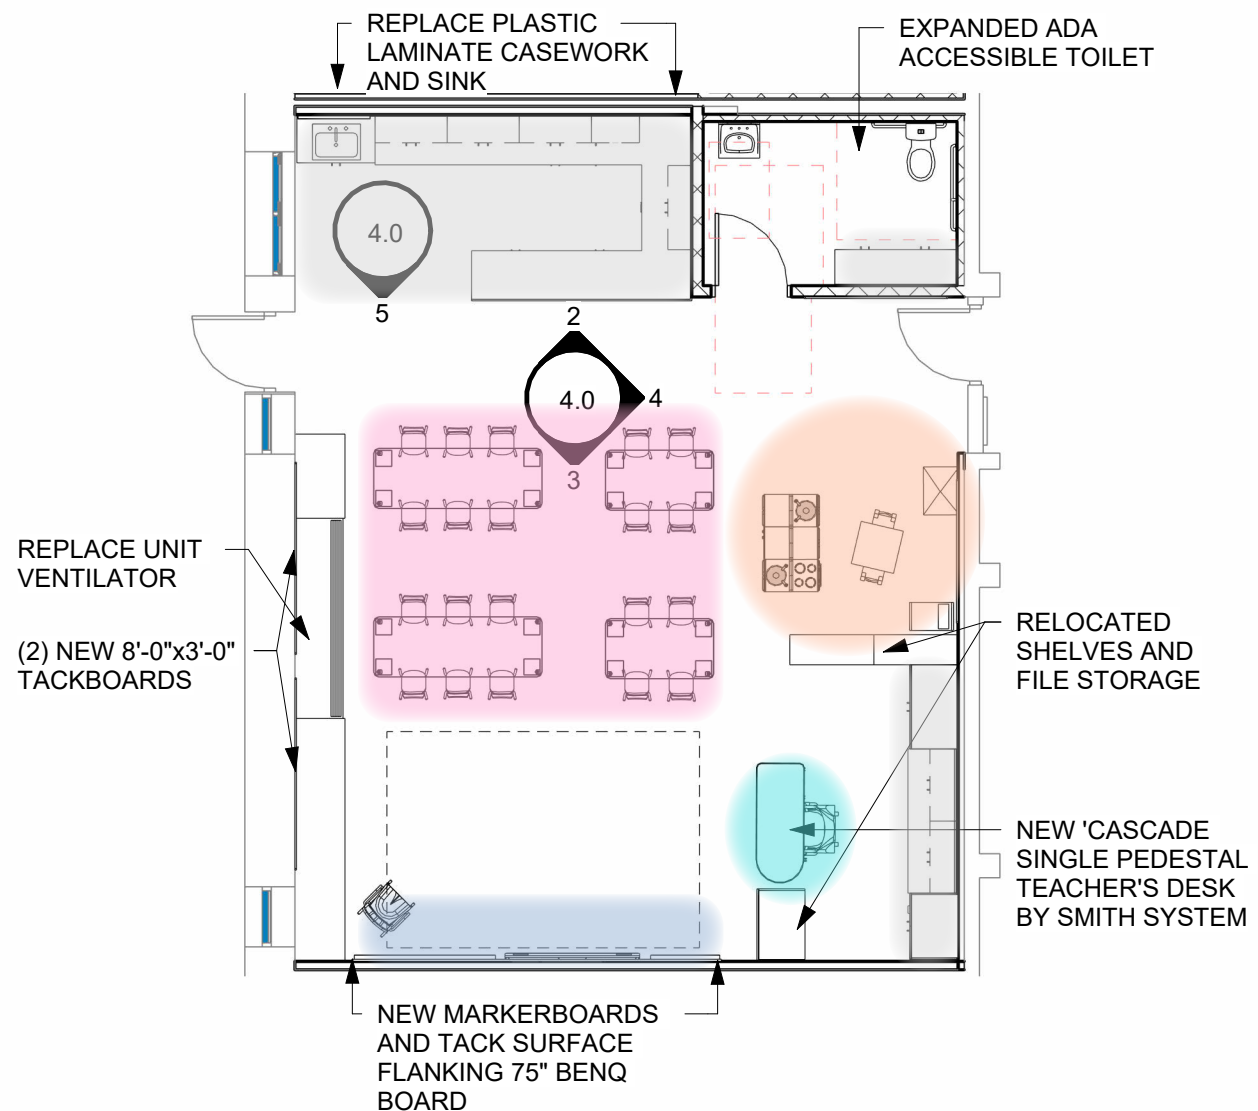 REPLACE PLASTIC
LAMINATE CASEWORK
AND SINK
EXPANDED ADA
ACCESSIBLE TOILET
4.0
5
2
4.0
4
3
REPLACE UNIT
VENTILATOR
(2) NEW 8'-0"x3'-0"
TACKBOARDS
RELOCATED
SHELVES AND
FILE STORAGE
NEW 'CASCADE
SINGLE PEDESTAL
TEACHER'S DESK
BY SMITH SYSTEM
NEW MARKERBOARDS
AND TACK SURFACE
FLANKING 75" BENQ
BOARD